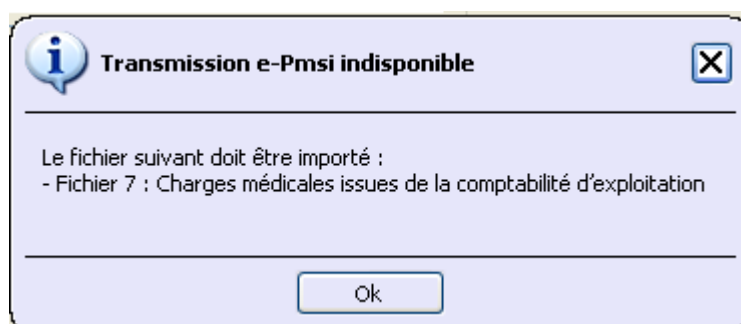 Transmission e-Pmsi indisponible
Le fichier suivant doit être importé :
- Fichier 7 : Charges médicales issues de la comptabilité d'exploitation
Ok